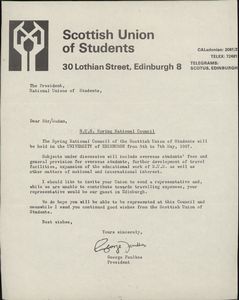 Scottish Union
of Students
30 Lothian Street, Edinburgh 8
TELEGRAMS:
SCOTUS, EDINBURGH
The President,
National Unions of Students,
Dear Sir/Madam,
S.U.S. Spring National Council
The Spring National Council of the Scottish Union of Students will
be held in the UNIVERSITY OF EDINBURGH from 5th to 7th May, 1967.
Subjects under discussion will include overseas students' fees and
general provision for overseas students, further development of travel
facilities, expansion of the educational work of S.U.S. as well as
other matters of national and international interest.
I should like to invite your Union to send a representative and,
while we are unable to contribute towards travelling expenses, your
representative would be our guest in Edinburgh.
We do hope you will be able to be represented at this Council and
meanwhile I send you continued good wishes from the Scottish Union of
Students.
Best wishes,
Yours sincerely,
George Foulkes
George Foulkes
President